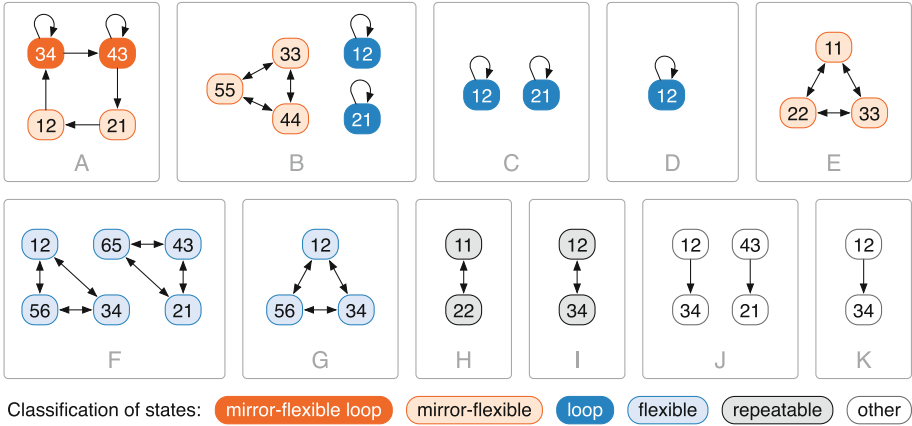 34 43
12 21
A
33 12
55
44 21
B
12 21
C
12
D
11
22 33
E
12 65 43
56 34 21
F
12
56 34
G
11
22
H
12
34
I
12 43
34 21
J
12
34
K
Classification of states: mirror-flexible loop mirror-flexible loop flexible repeatable other